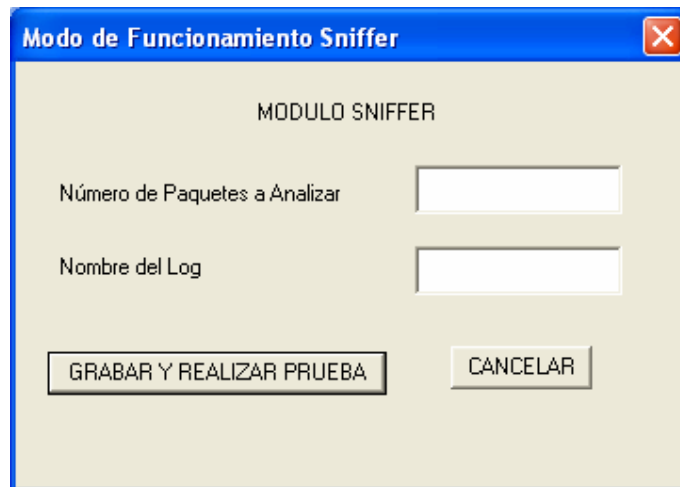 Modo de Funcionamiento Sniffer
MODULO SNIFFER
Número de Paquetes a Analizar
Nombre del Log
GRABAR Y REALIZAR PRUEBA
CANCELAR